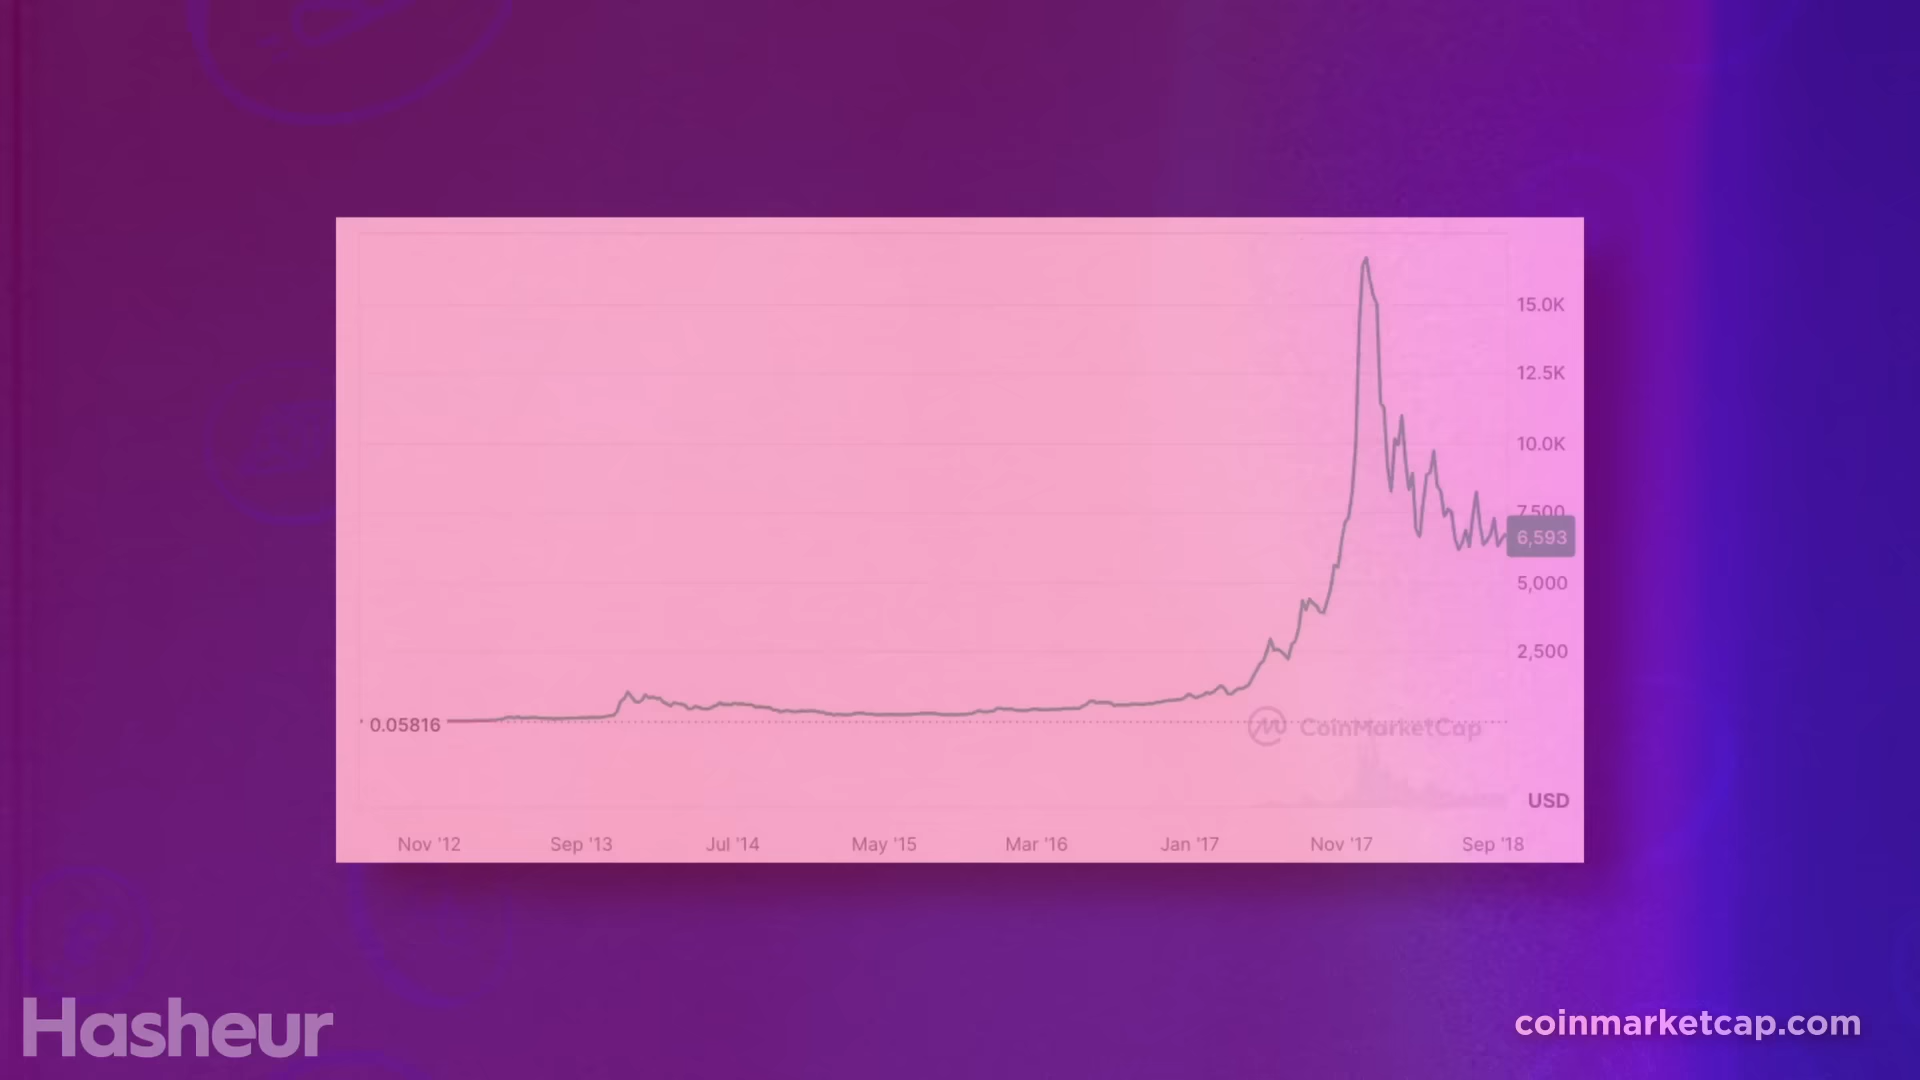 15.0K
12.5K
10.0K
7,500
6,593
5,000
2,500
0.05816
CoinMarketCap
USD
Nov '12 Sep '13 Jul '14 May '15 Mar '16 Jan '17 Nov '17 Sep '18
Hasheur
coinmarketcap.com